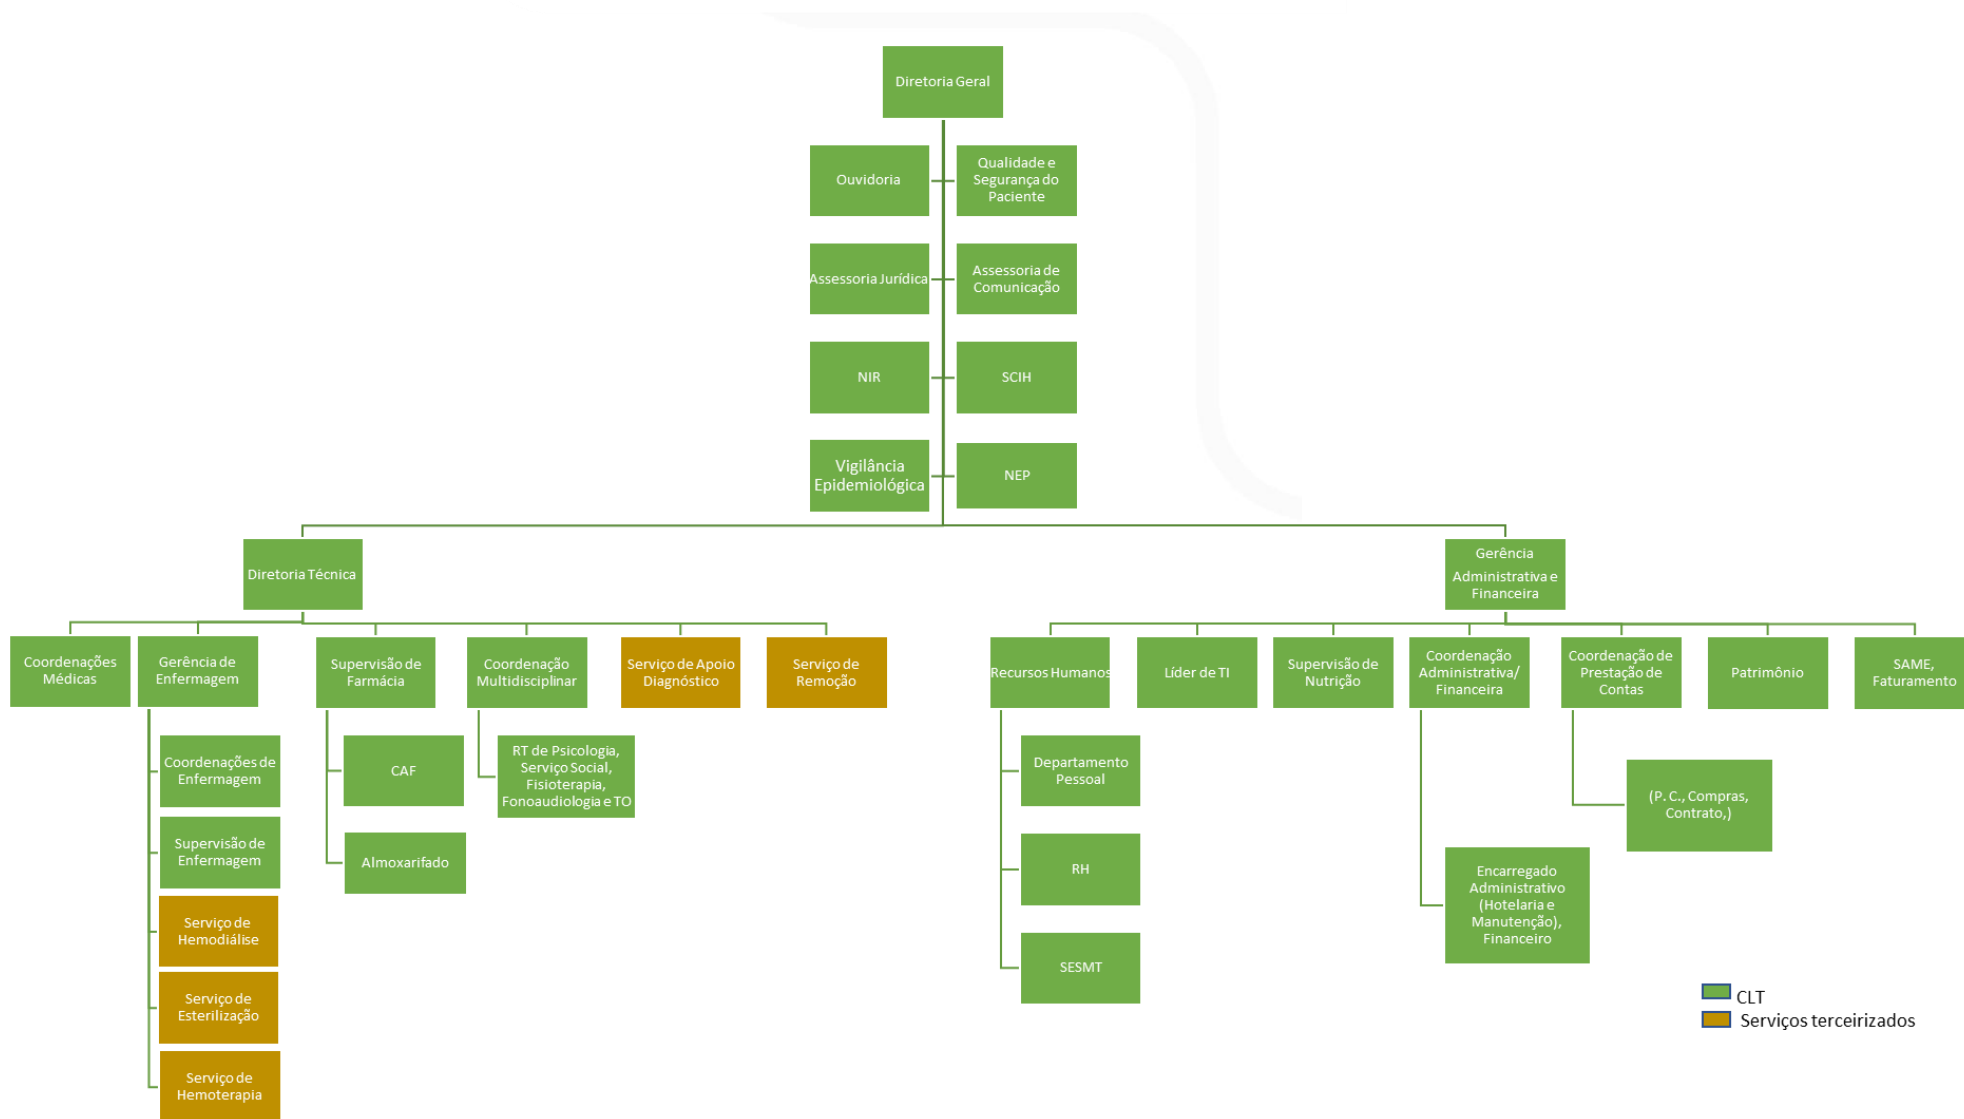 Diretoria Geral
Ouvidoria
Qualidade e
Segurança do
Paciente
Assessoria Jurídica
Assessoria de
Comunicação
NIR
SCIH
Vigilância
Epidemiológica
NEP
Diretoria Técnica
Gerência
Administrativa e
Financeira
Coordenações
Médicas
Gerência de
Enfermagem
Supervisão de
Farmácia
Coordenação
Multidisciplinar
Serviço de Apoio
Diagnóstico
Serviço de
Remoção
Recursos Humanos
Líder de TI
Supervisão de
Nutrição
Coordenação
Administrativa/
Financeira
Coordenação de
Prestação de
Contas
Patrimônio
SAME,
Faturamento
Coordenações de
Enfermagem
Supervisão de
Enfermagem
Serviço de
Hemodiálise
Serviço de
Esterilização
Serviço de
Hemoterapia
CAF
Almoxarifado
RT de Psicologia,
Serviço Social,
Fisioterapia,
Fonoaudiologia e TO
Departamento
Pessoal
RH
SESMT
Encarregado
Administrativo
(Hotelaria e
Manutenção),
Financeiro
(P. C., Compras,
Contrato,)
CLT
Serviços terceirizados